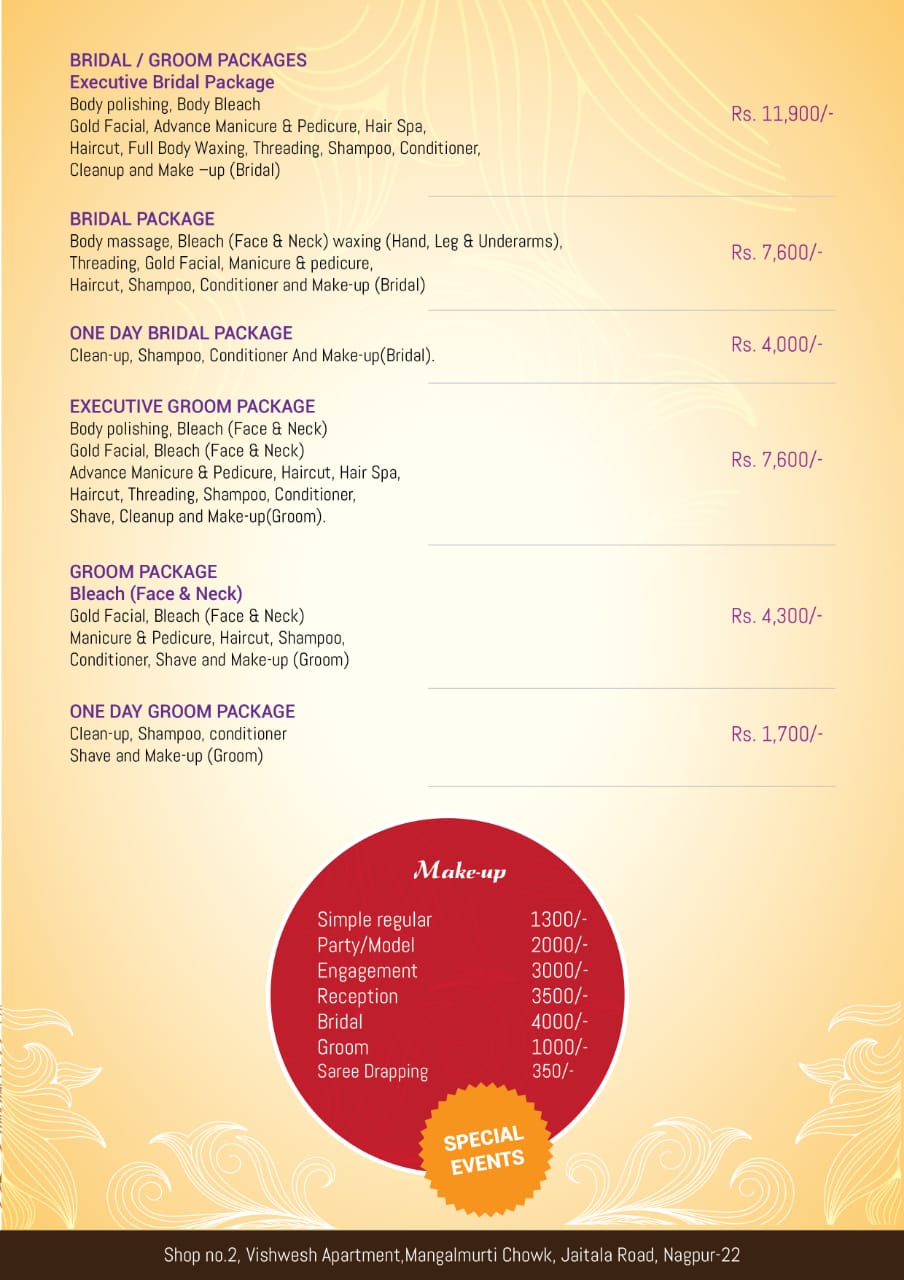 BRIDAL / GROOM PACKAGES
Executive Bridal Package
Body polishing, Body Bleach
Gold Facial, Advance Manicure & Pedicure, Hair Spa,
Haircut, Full Body Waxing, Threading, Shampoo, Conditioner,
Cleanup and Make –up (Bridal)
Rs. 11,900/-
BRIDAL PACKAGE
Body massage, Bleach (Face & Neck) waxing (Hand, Leg & Underarms),
Threading, Gold Facial, Manicure & pedicure,
Haircut, Shampoo, Conditioner and Make-up (Bridal)
Rs. 7,600/-
ONE DAY BRIDAL PACKAGE
Clean-up, Shampoo, Conditioner And Make-up(Bridal).
Rs. 4,000/-
EXECUTIVE GROOM PACKAGE
Body polishing, Bleach (Face & Neck)
Gold Facial, Bleach (Face & Neck)
Advance Manicure & Pedicure, Haircut, Hair Spa,
Haircut, Threading, Shampoo, Conditioner,
Shave, Cleanup and Make-up(Groom).
Rs. 7,600/-
GROOM PACKAGE
Bleach (Face & Neck)
Gold Facial, Bleach (Face & Neck)
Manicure & Pedicure, Haircut, Shampoo,
Conditioner, Shave and Make-up (Groom)
Rs. 4,300/-
ONE DAY GROOM PACKAGE
Clean-up, Shampoo, conditioner
Shave and Make-up (Groom)
Rs. 1,700/-
Make-up
Simple regular 1300/-
Party/Model 2000/-
Engagement 3000/-
Reception 3500/-
Bridal 4000/-
Groom 1000/-
Saree Drapping 350/-
SPECIAL
EVENTS
Shop no.2, Vishwesh Apartment,Mangalmurti Chowk, Jaitala Road, Nagpur-22